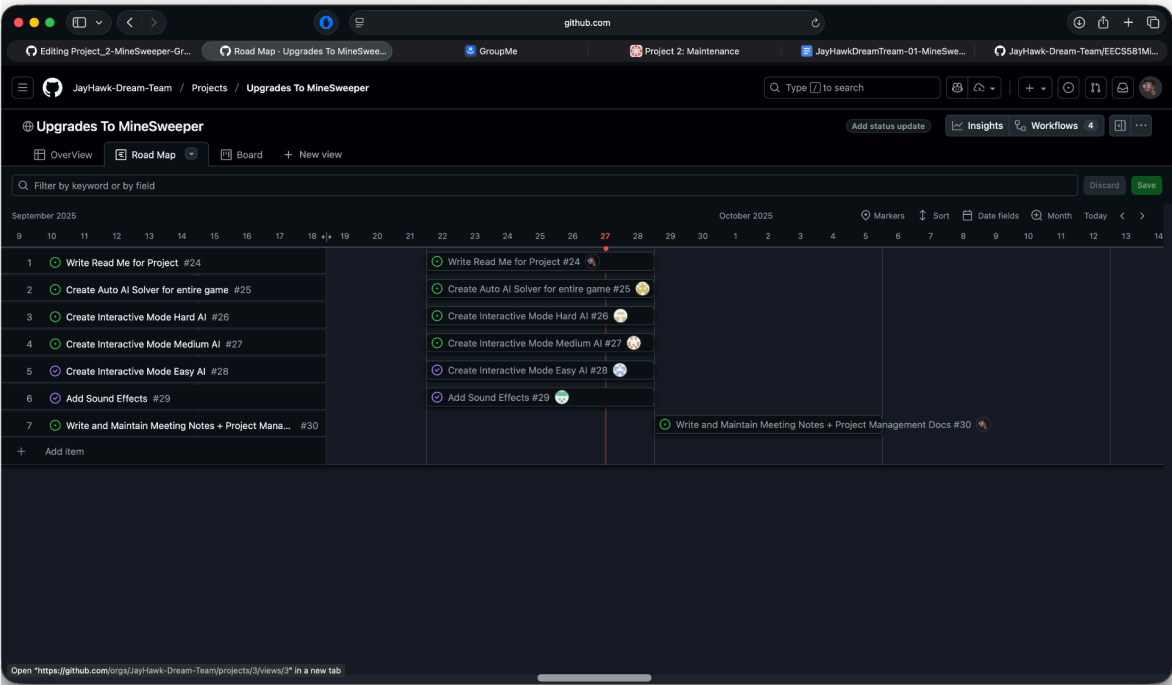 github.com
Editing Project_2-MineSweeper-Gr...
Road Map · Upgrades To MineSwee...
GroupMe
Project 2: Maintenance
JayHawkDreamTream-01-MineSwe...
JayHawk-Dream-Team/EECS581Mi...
JayHawk-Dream-Team / Projects / Upgrades To MineSweeper
Type / to search
Upgrades To MineSweeper
Add status update
Insights
Workflows 4
OverView
Road Map
Board
+ New view
Filter by keyword or by field
Discard
Save
September 2025
October 2025
Markers
Sort
Date fields
Month
Today
9 10 11 12 13 14 15 16 17 18 19 20 21 22 23 24 25 26 27 28 29 30 1 2 3 4 5 6 7 8 9 10 11 12 13 14
1 Write Read Me for Project #24
Write Read Me for Project #24
2 Create Auto AI Solver for entire game #25
Create Auto AI Solver for entire game #25
3 Create Interactive Mode Hard AI #26
Create Interactive Mode Hard AI #26
4 Create Interactive Mode Medium AI #27
Create Interactive Mode Medium AI #27
5 Create Interactive Mode Easy AI #28
Create Interactive Mode Easy AI #28
6 Add Sound Effects #29
Add Sound Effects #29
7 Write and Maintain Meeting Notes + Project Mana... #30
Write and Maintain Meeting Notes + Project Management Docs #30
+ Add item
Open "https://github.com/orgs/JayHawk-Dream-Team/projects/3/views/3" in a new tab